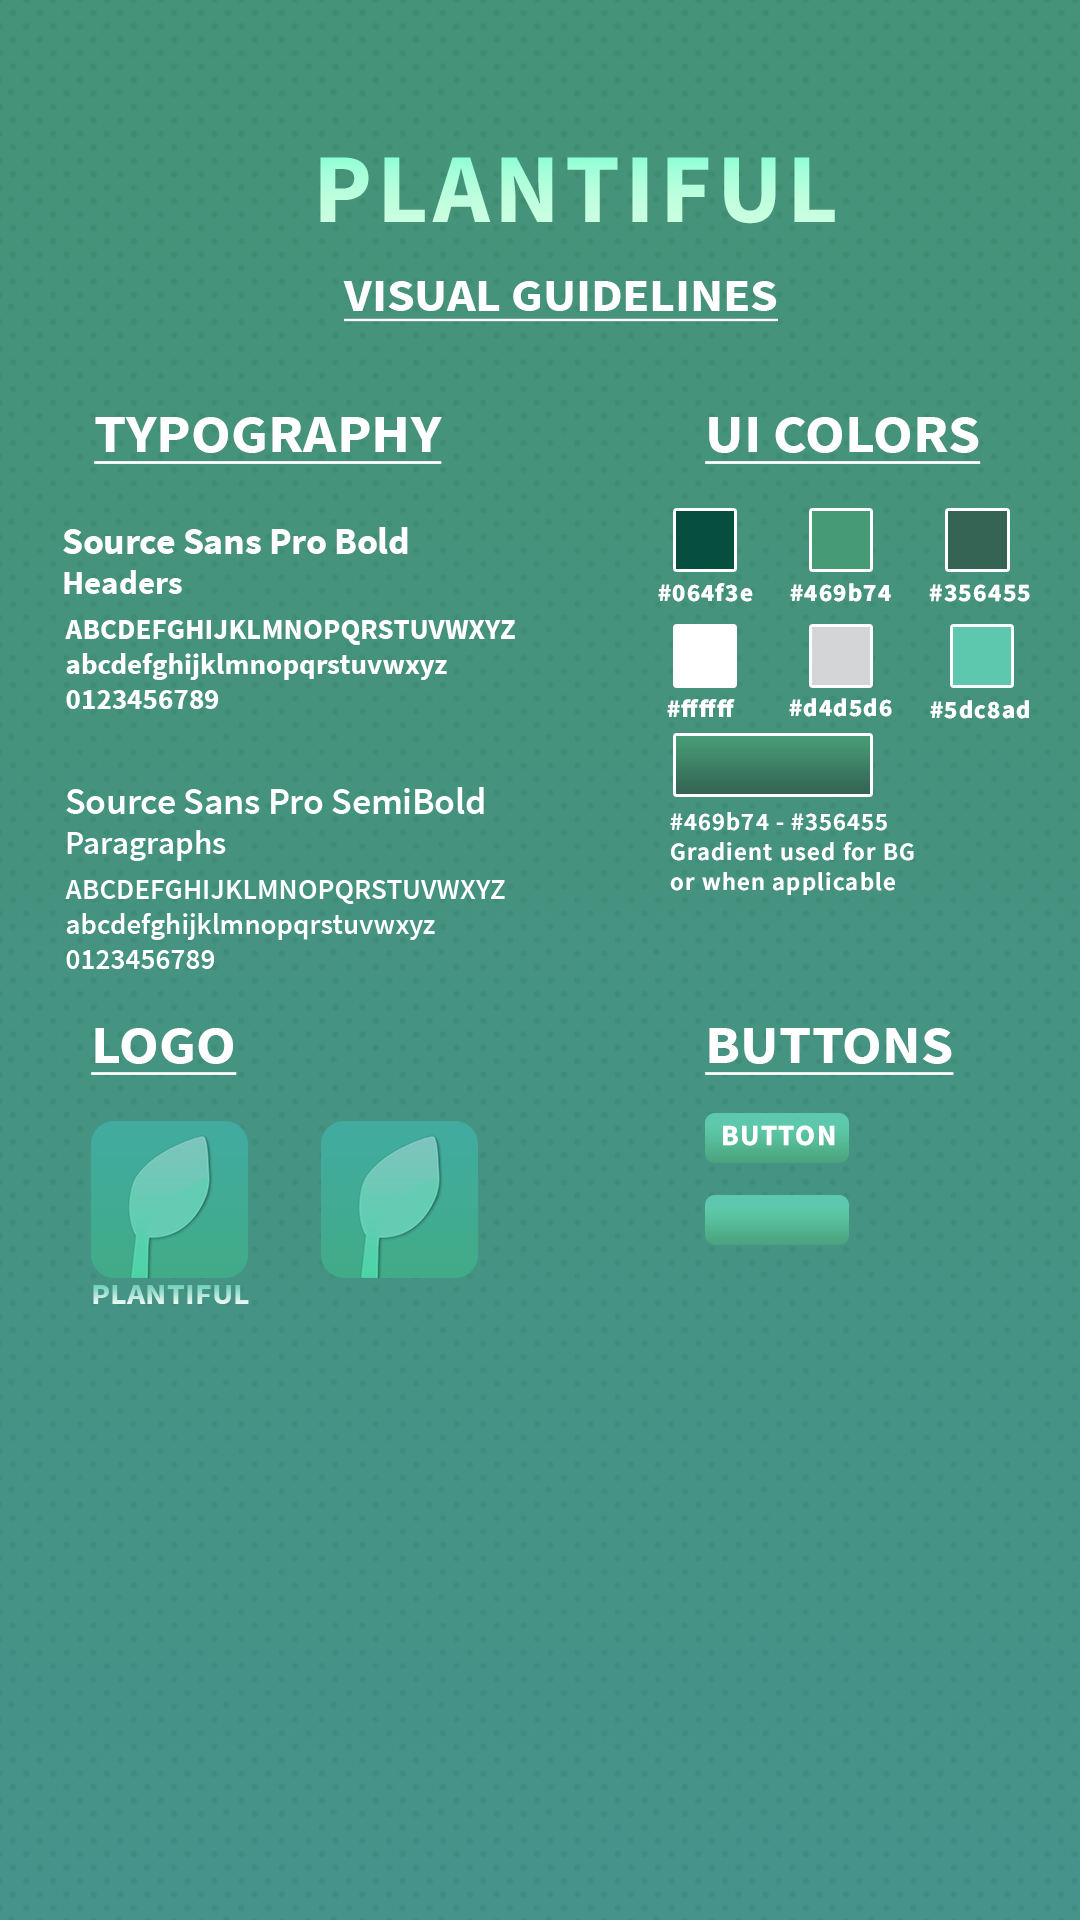 PLANTIFUL
VISUAL GUIDELINES
TYPOGRAPHY
Source Sans Pro Bold
Headers
ABCDEFGHIJKLMNOPQRSTUVWXYZ
abcdefghijklmnopqrstuvwxyz
0123456789
Source Sans Pro SemiBold
Paragraphs
ABCDEFGHIJKLMNOPQRSTUVWXYZ
abcdefghijklmnopqrstuvwxyz
0123456789
UI COLORS
#064f3e #469b74 #356455
#ffffff #d4d5d6 #5dc8ad
#469b74 - #356455
Gradient used for BG
or when applicable
LOGO
PLANTIFUL
BUTTONS
BUTTON